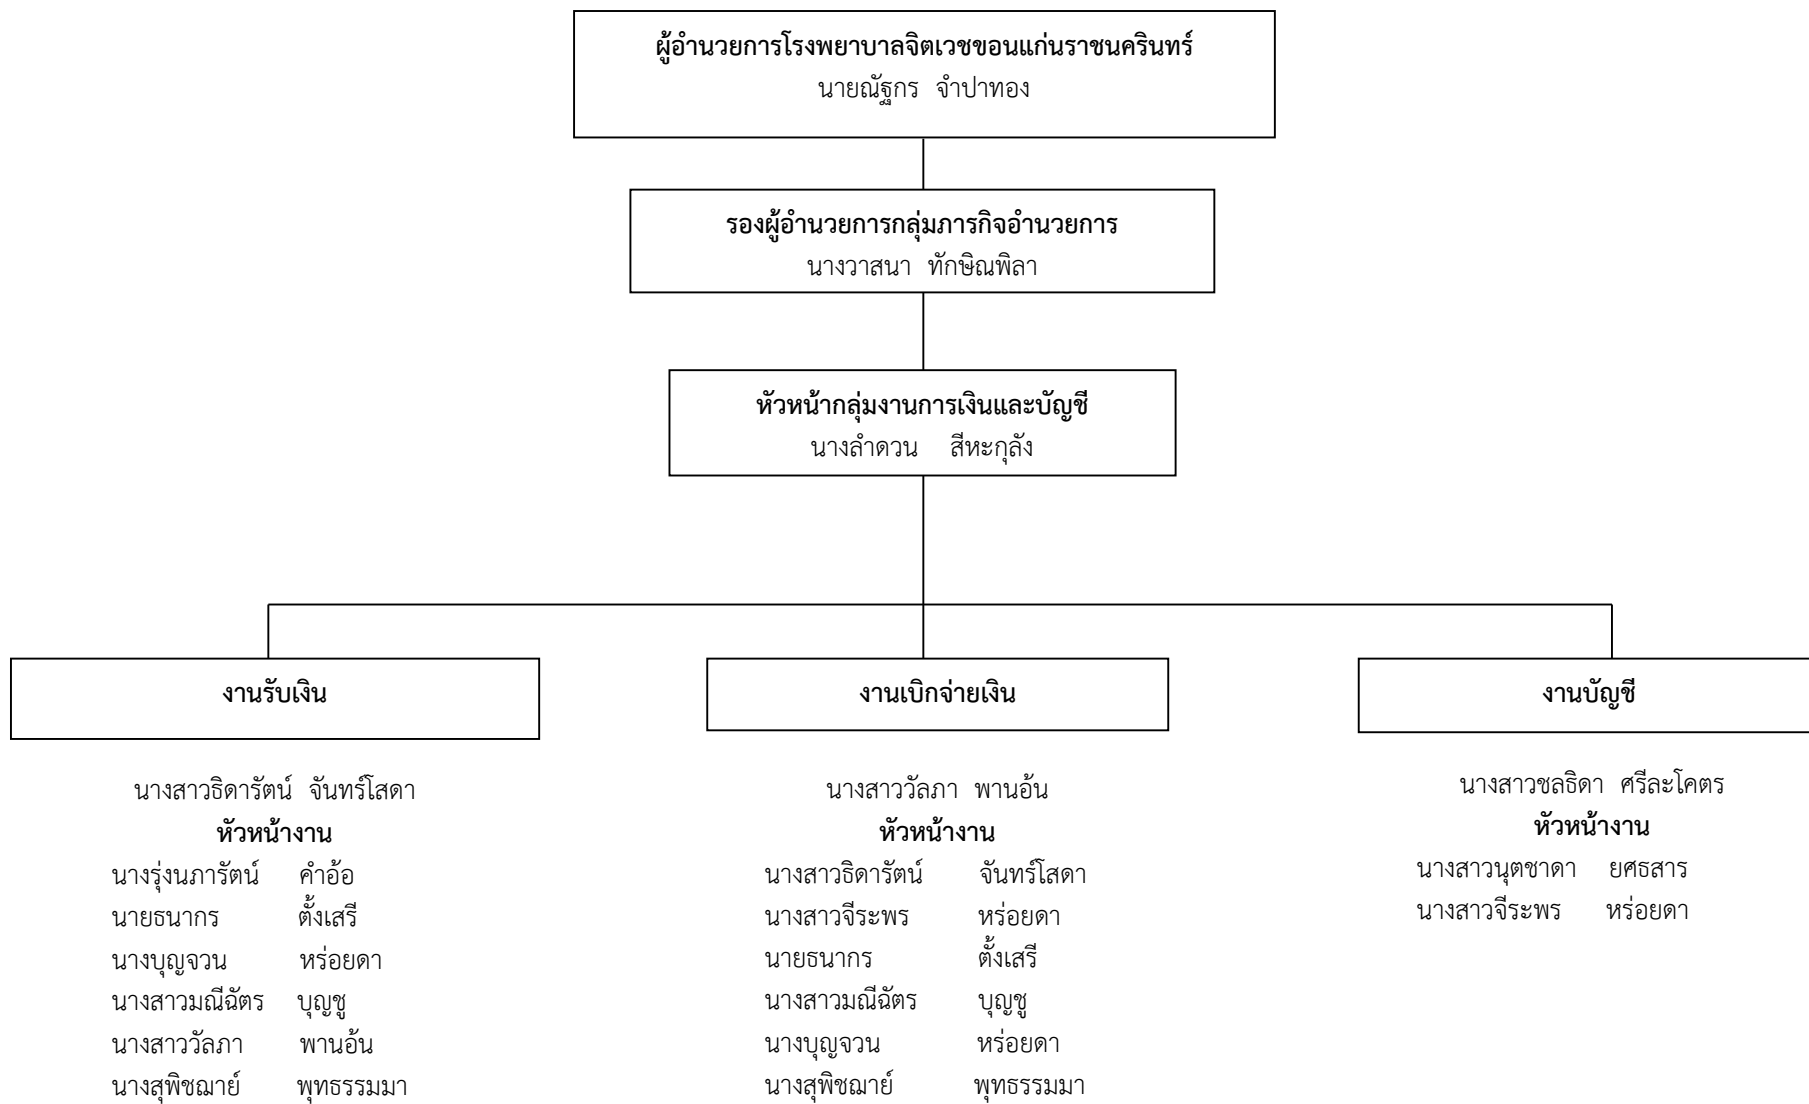 ผู้อำนวยการโรงพยาบาลจิตเวชขอนแก่นราชนครินทร์
นายณัฐกร จำปาทอง
รองผู้อำนวยการกลุ่มภารกิจอำนวยการ
นางวาสนา ทักษิณพิลา
หัวหน้ากลุ่มงานการเงินและบัญชี
นางลำดวน สีหะกุลัง
งานรับเงิน
นางสาวธิดารัตน์ จันทร์โสดา
หัวหน้างาน
นางรุ่งนภารัตน์ คำอ้อ
นายธนากร ตั้งเสรี
นางบุญจวน หร่อยดา
นางสาวมณีฉัตร บุญชู
นางสาววัลภา พานอ้น
นางสุพิชฌาย์ พุทธรรมมา
งานเบิกจ่ายเงิน
นางสาววัลภา พานอ้น
หัวหน้างาน
นางสาวธิดารัตน์ จันทร์โสดา
นางสาวจีระพร หร่อยดา
นายธนากร ตั้งเสรี
นางสาวมณีฉัตร บุญชู
นางบุญจวน หร่อยดา
นางสุพิชฌาย์ พุทธรรมมา
งานบัญชี
นางสาวชลธิดา ศรีละโคตร
หัวหน้างาน
นางสาวนุตชาดา ยศธสาร
นางสาวจีระพร หร่อยดา